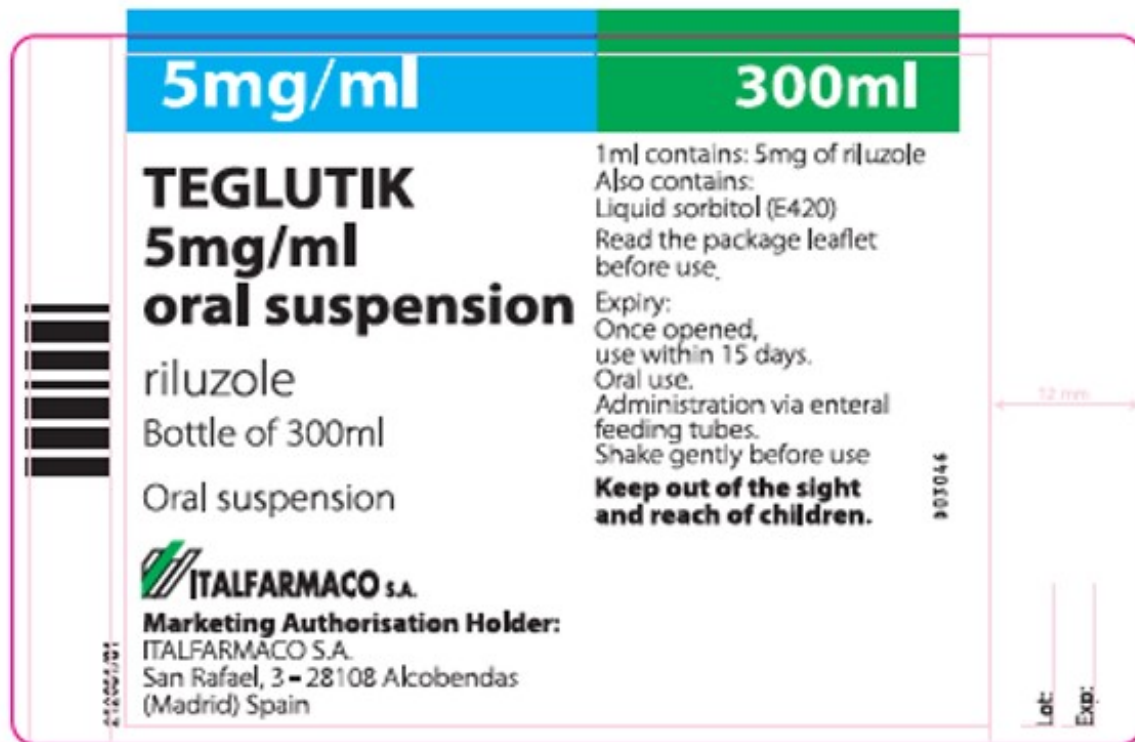 5mg/ml
300ml
TEGLUTIK
5mg/ml
oral suspension
riluzole
Bottle of 300ml
Oral suspension
ITALFARMACO S.A.
Marketing Authorisation Holder:
ITALFARMACO S.A.
San Rafael, 3 – 28108 Alcobendas
(Madrid) Spain
1ml contains: 5mg of riluzole
Also contains:
Liquid sorbitol (E420)
Read the package leaflet
before use.
Expiry:
Once opened,
use within 15 days.
Oral use.
Administration via enteral
feeding tubes.
Shake gently before use
Keep out of the sight
and reach of children.
12 mm
Lot:
Exp: